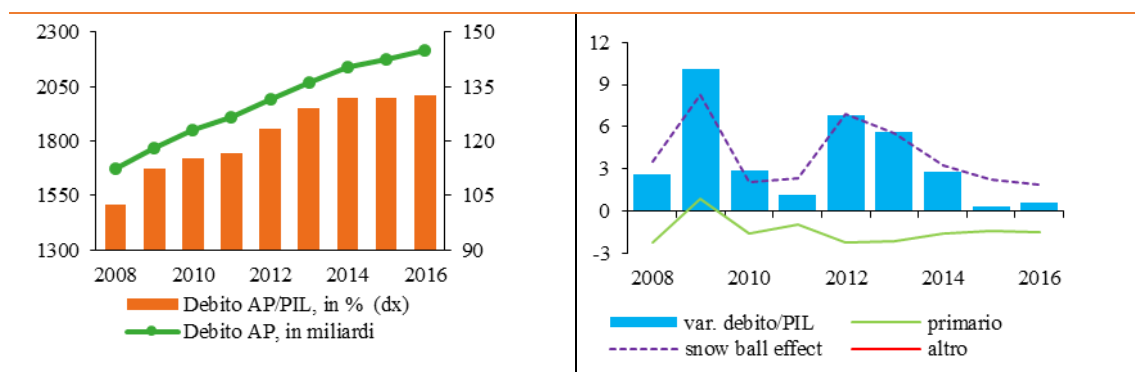 2300
2050
1800
1550
1300
150
135
120
105
90
2008 2010 2012 2014 2016
Debito AP/PIL, in % (dx)
Debito AP, in miliardi
12
9
6
3
0
-3
2008 2010 2012 2014 2016
var. debito/PIL primario
snow ball effect altro